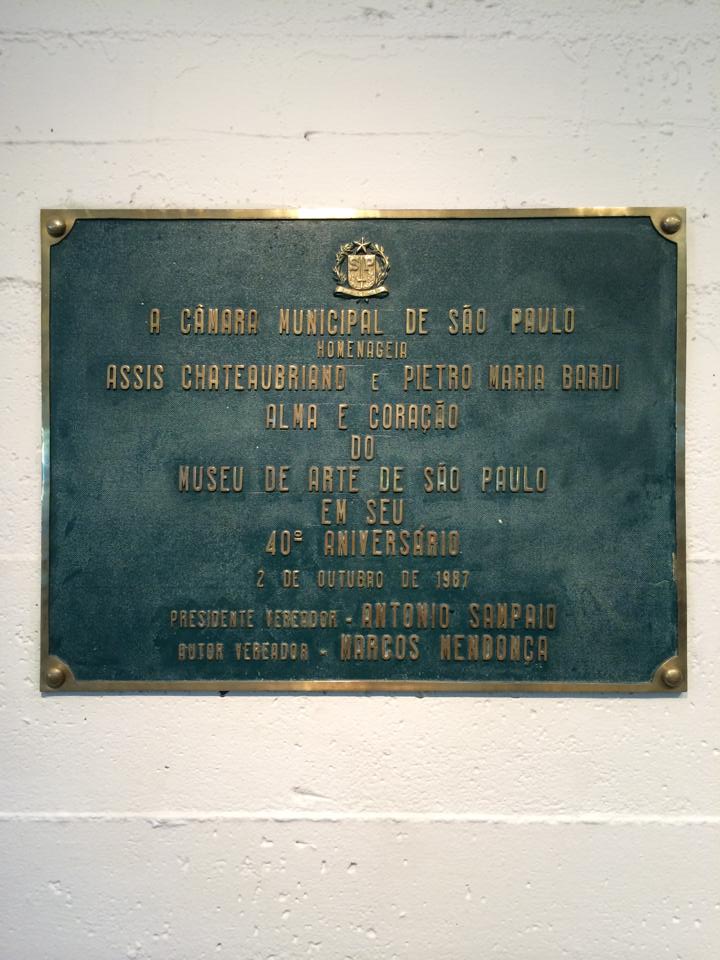 SP
A CÂMARA MUNICIPAL DE SÃO PAULO
HOMENAGEIA
ASSIS CHATEAUBRIAND E PIETRO MARIA BARDI
ALMA E CORAÇÃO
DO
MUSEU DE ARTE DE SÃO PAULO
EM SEU
40º ANIVERSÁRIO
2 DE OUTUBRO DE 1987
PRESIDENTE VEREADOR - ANTONIO SAMPAIO
AUTOR VEREADOR - MARCOS MENDONÇA